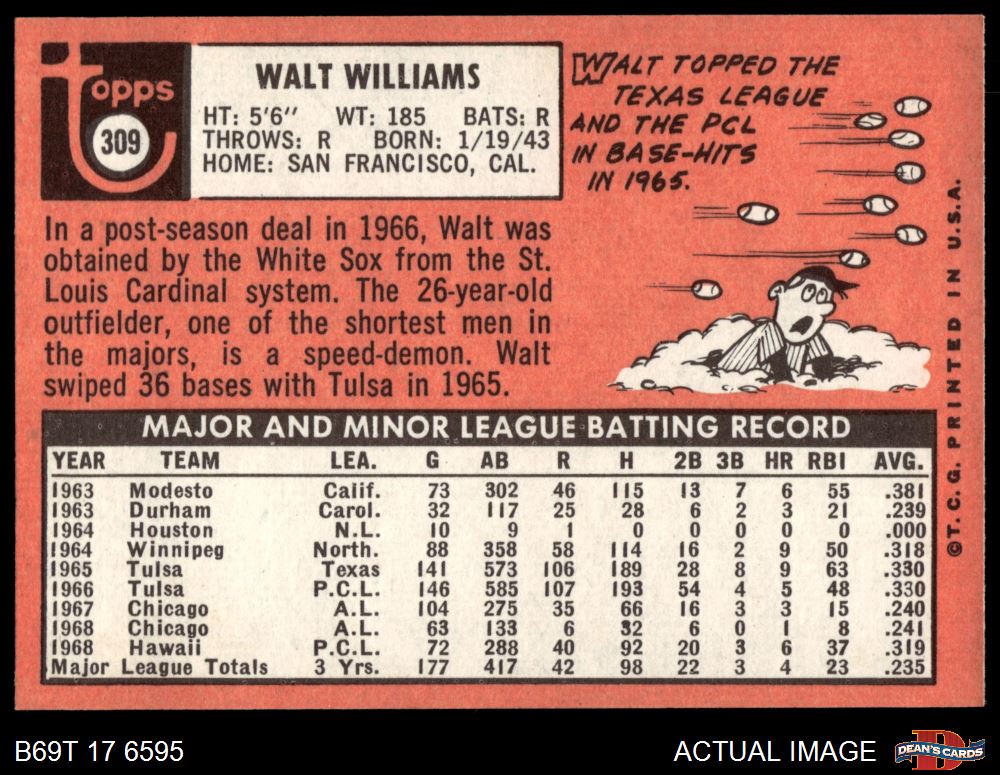 topps
309
WALT WILLIAMS
HT: 5'6" WT: 185 BATS: R
THROWS: R BORN: 1/19/43
HOME: SAN FRANCISCO, CAL.
WALT TOPPED THE
TEXAS LEAGUE
AND THE PCL
IN BASE-HITS
IN 1965.
In a post-season deal in 1966, Walt was
obtained by the White Sox from the St.
Louis Cardinal system. The 26-year-old
outfielder, one of the shortest men in
the majors, is a speed-demon. Walt
swiped 36 bases with Tulsa in 1965.
MAJOR AND MINOR LEAGUE BATTING RECORD
YEAR TEAM LEA. G AB R H 2B 3B HR RBI AVG.
1963 Modesto Calif. 73 302 46 115 13 7 6 55 .381
1963 Durham Carol. 32 117 25 28 6 2 3 21 .239
1964 Houston N.L. 10 9 1 0 0 0 0 0 .000
1964 Winnipeg North. 88 358 58 114 16 2 9 50 .318
1965 Tulsa Texas 141 573 106 189 28 8 9 63 .330
1966 Tulsa P.C.L. 146 585 107 193 54 4 5 48 .330
1967 Chicago A.L. 104 275 35 66 16 3 3 15 .240
1968 Chicago A.L. 63 133 6 32 6 0 1 8 .241
1968 Hawaii P.C.L. 72 288 40 92 20 3 6 37 .319
Major League Totals 3 Yrs. 177 417 42 98 22 3 4 23 .235
©T. C. G. PRINTED IN U.S.A.
B69T 17 6595
ACTUAL IMAGE
DEAN'S CARDS